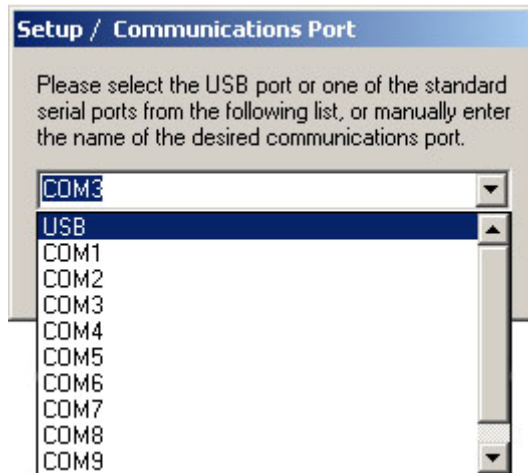 Setup / Communications Port
Please select the USB port or one of the standard
serial ports from the following list, or manually enter
the name of the desired communications port.
COM3
USB
COM1
COM2
COM3
COM4
COM5
COM6
COM7
COM8
COM9